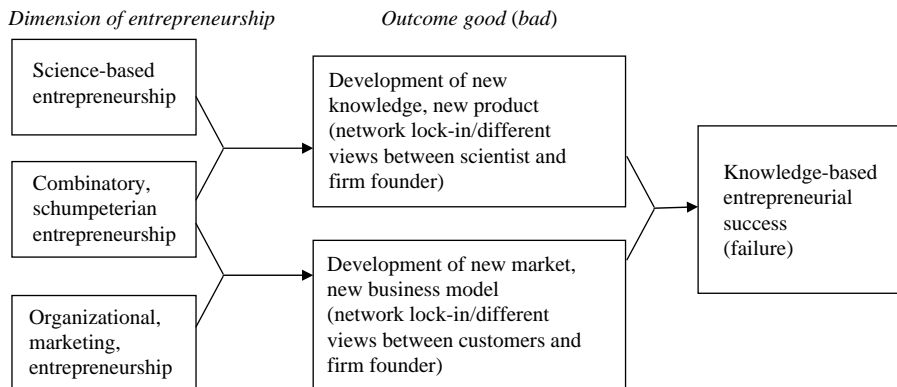 Dimension of entrepreneurship
Outcome good (bad)
Science-based
entrepreneurship
Combinatory,
schumpeterian
entrepreneurship
Organizational,
marketing,
entrepreneurship
Development of new
knowledge, new product
(network lock-in/different
views between scientist and
firm founder)
Development of new market,
new business model
(network lock-in/different
views between customers and
firm founder)
Knowledge-based
entrepreneurial
success
(failure)